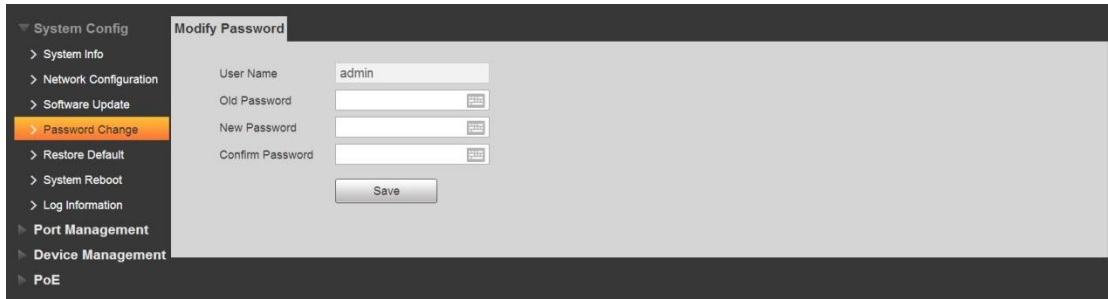 System Config
System Info
Network Configuration
Software Update
Password Change
Restore Default
System Reboot
Log Information
Port Management
Device Management
PoE
Modify Password
User Name admin
Old Password
New Password
Confirm Password
Save